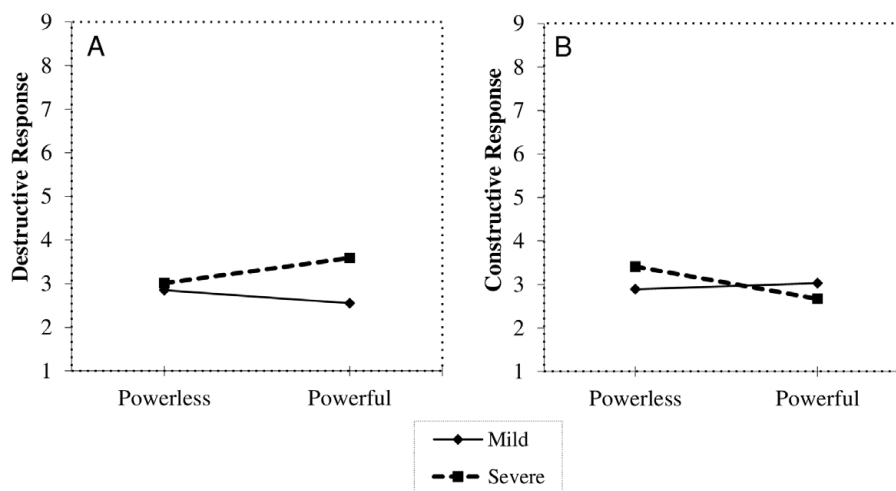 A
Destructive Response
9
8
7
6
5
4
3
2
1
Powerless Powerful
B
Constructive Response
9
8
7
6
5
4
3
2
1
Powerless Powerful
Mild
Severe